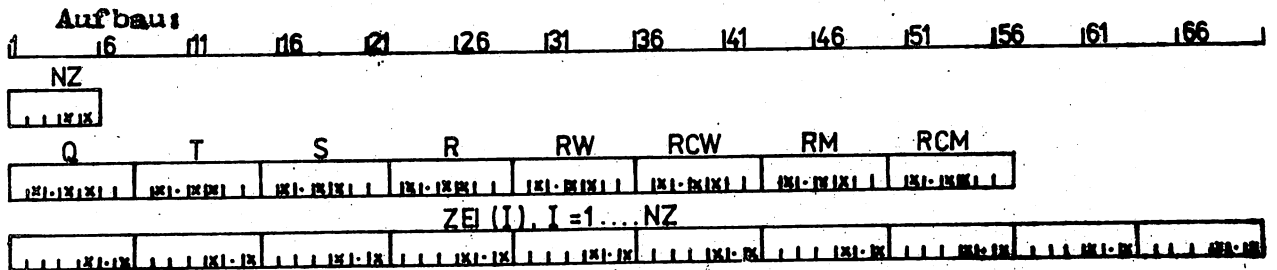 Aufbau:
1 6 11 16 21 26 31 36 41 46 51 56 61 66
NZ
x x
Q T S R RW RCW RM RCM
x . x x x . x x x . x x x . x x x . x x x . x x x . x x x . x x
ZEI (I), I =1....NZ
x . x x . x x . x x . x x . x x . x x . x x . x x . x x . x